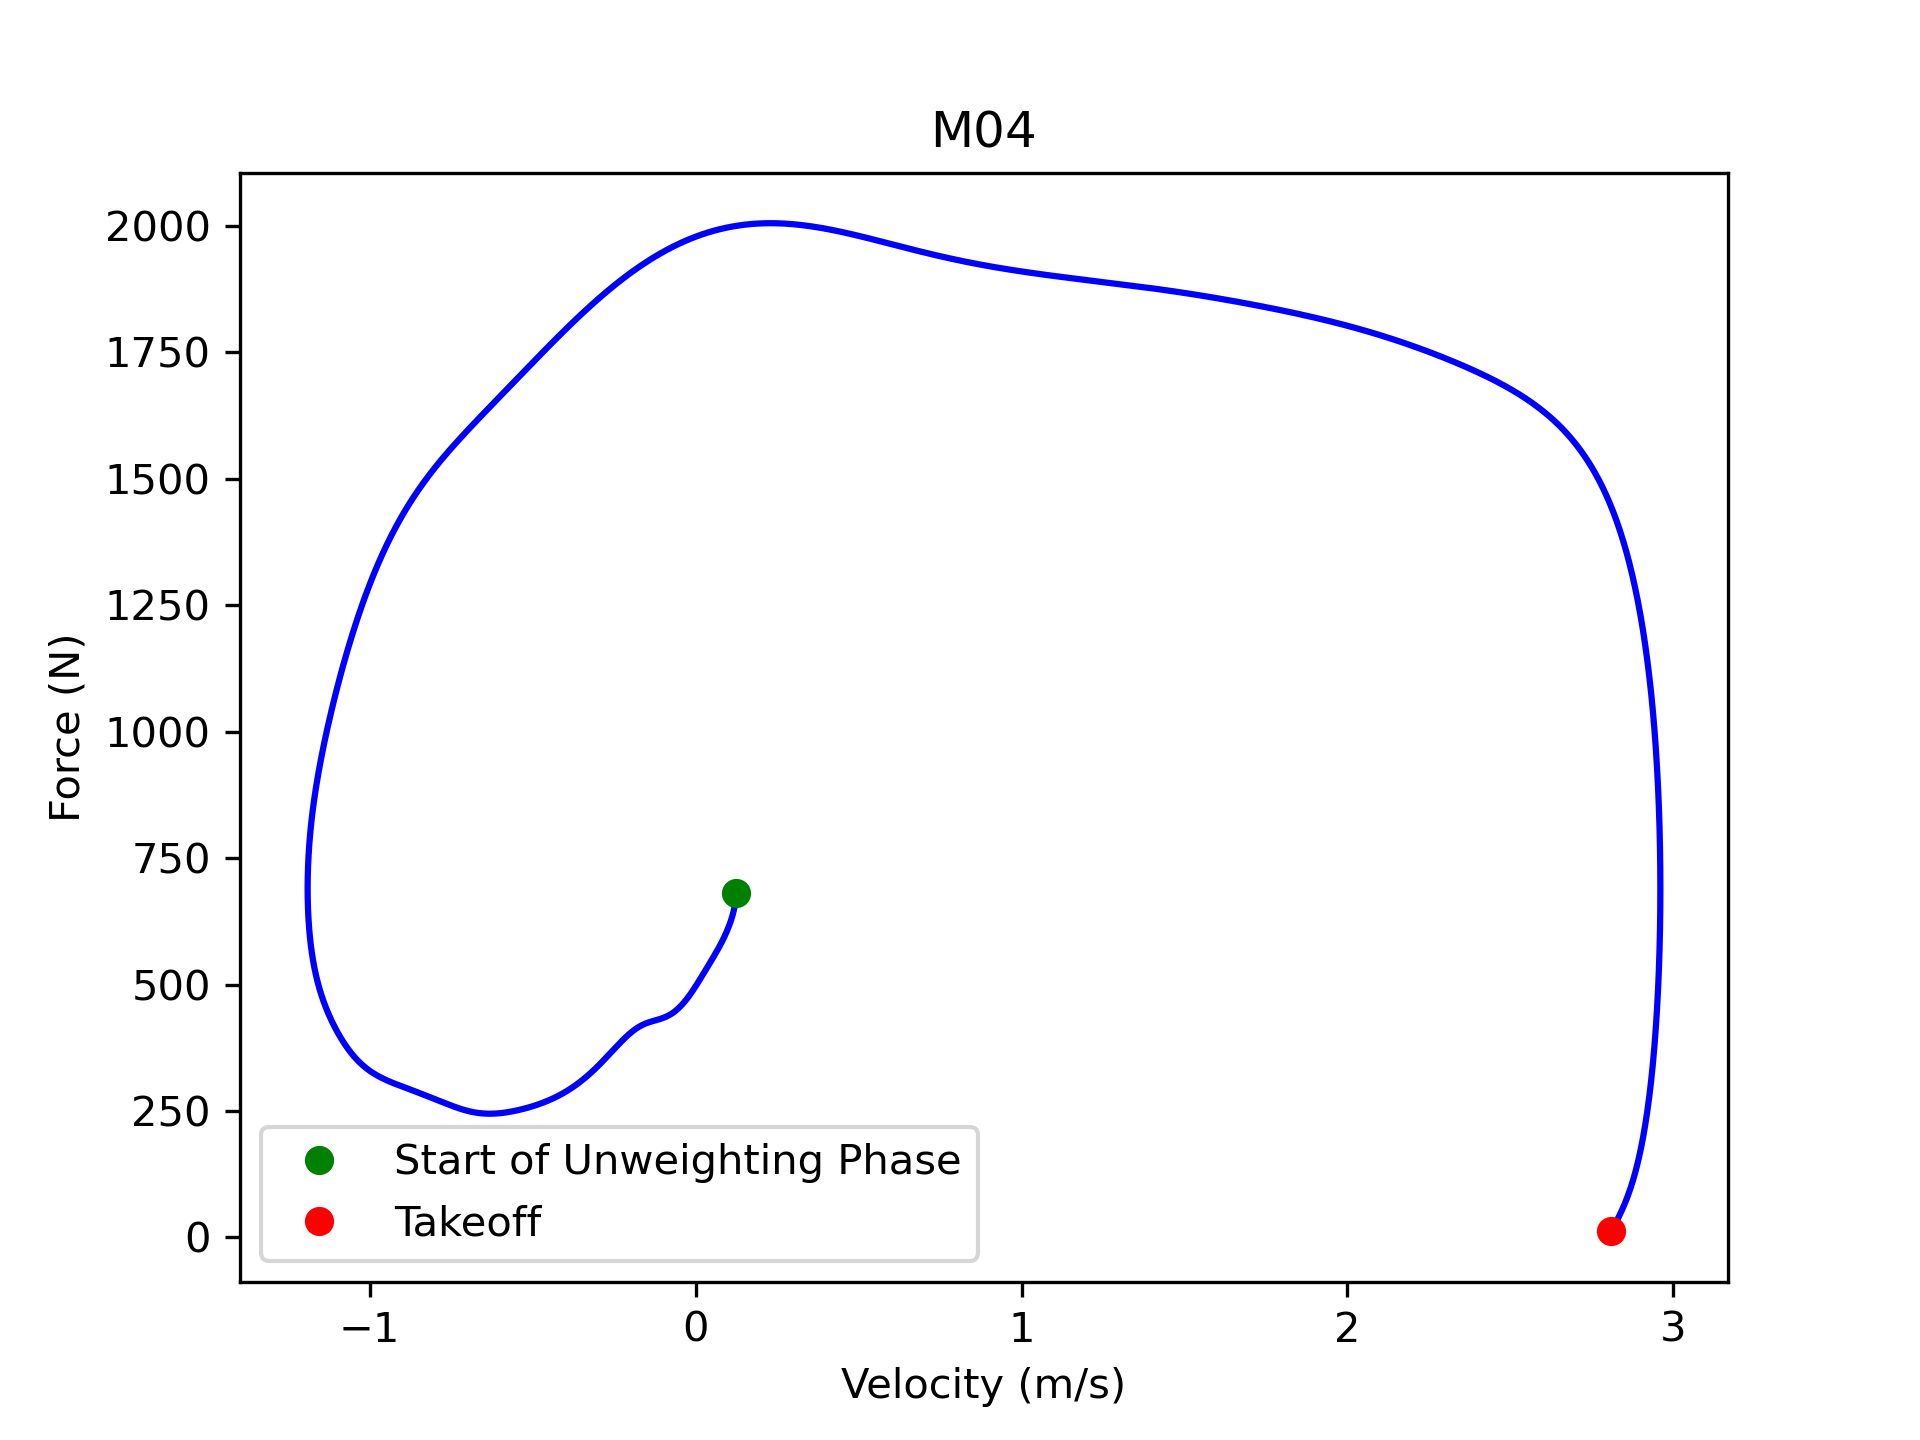 M04
2000
1750
1500
1250
1000
750
500
250
0
Force (N)
Start of Unweighting Phase
Takeoff
−1 0 1 2 3
Velocity (m/s)